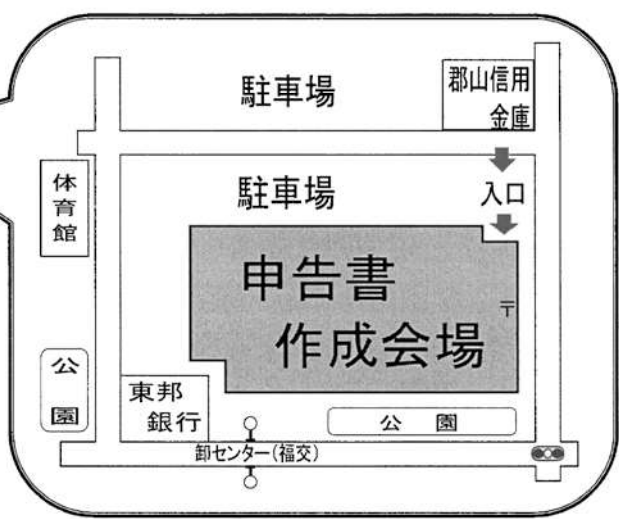 駐車場
郡山信用
金庫
体育館
駐車場
入口
申告書
作成会場
〒
公園
東邦
銀行
公園
卸センター(福交)